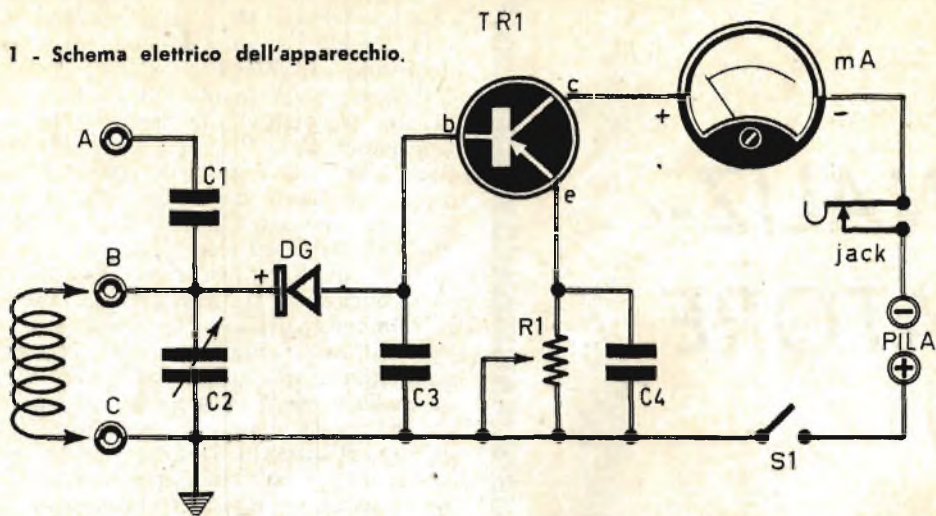 TR1
1 - Schema elettrico dell'apparecchio.
mA
c
+
-
b
A
C1
e
jack
B
DG
+
R1
PILA
-
+
C
C2
C3
C4
S1